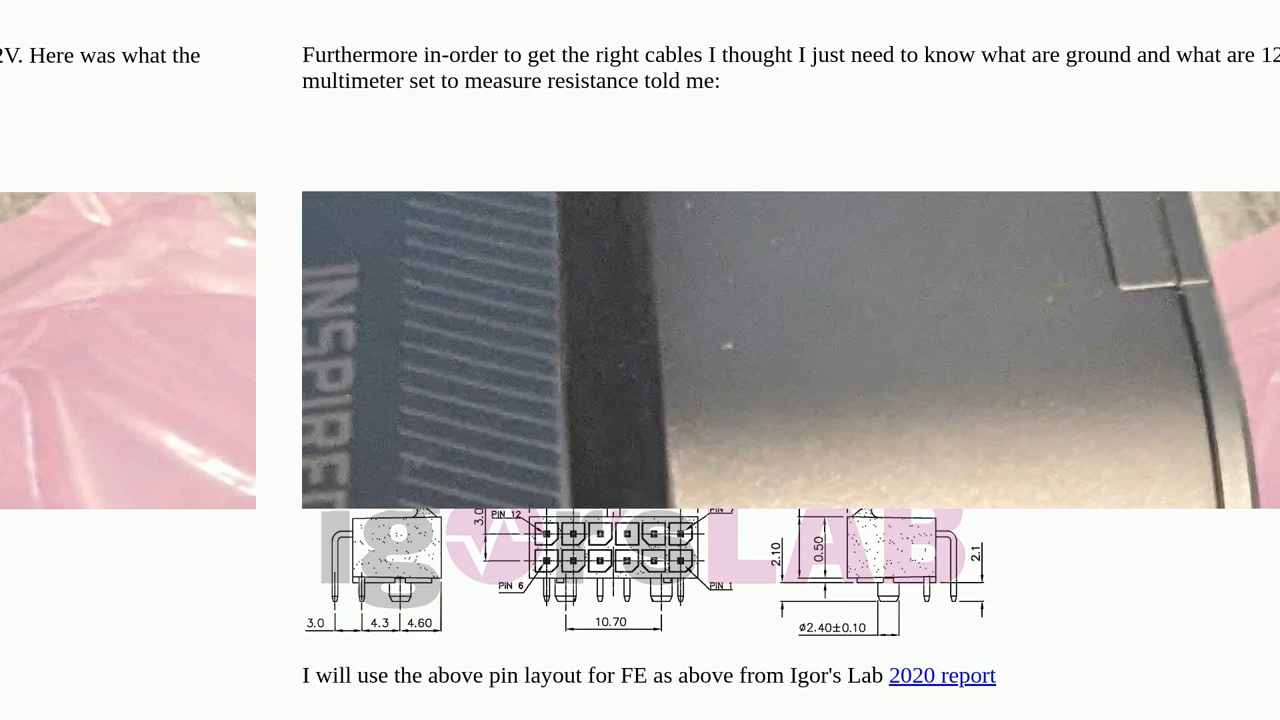 2V. Here was what the
Furthermore in-order to get the right cables I thought I just need to know what are ground and what are 12
multimeter set to measure resistance told me:
INSPIRE
igorsLAB
PIN 12
3.0
PIN 6
PIN 1
10.70
3.0
4.3
4.60
2.10
0.50
2.1
ø2.40±0.10
I will use the above pin layout for FE as above from Igor's Lab 2020 report